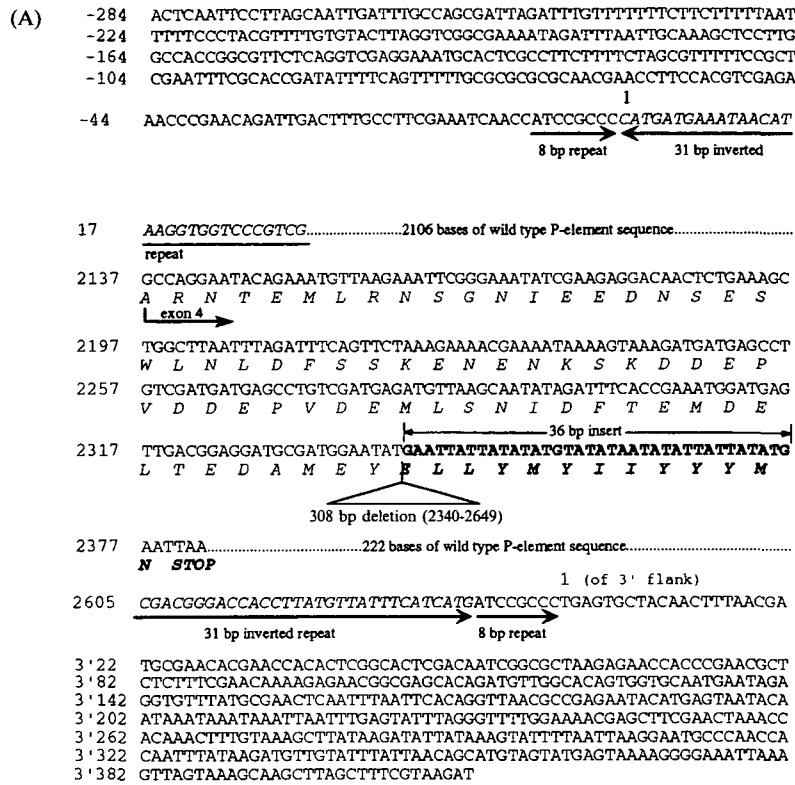 (A)
-284 ACTCAATTCCTTAGCAATTGATTTGCCAGCGATTAGATTTGTTTTTTTCTTCTTTTTAAT
-224 TTTTCCCTACGTTTTGTGTACTTAGGTCGGCGAAAATAGATTTAATTGCAAAGCTCCTTG
-164 GCCACCGGCGTTCTCAGGTCGAGGAAATGCACTCGCCTTCTTTTTCTAGCGTTTTTCCGCT
-104 CGAATTTCGCACCGATATTTTCAGTTTTTGCGCGCGCGCAACGAACCTTCCACGTCGAGA
1
-44 AACCCGAACAGATTGACTTTGCCTTCGAAATCAACCATCCGCCCCATGATGAAATAACAT
8 bp repeat 31 bp inverted
17 AAGGTGGTCCCGTCG......................2106 bases of wild type P-element sequence.........................
repeat
2137 GCCAGGAATACAGAAATGTTAAGAAATTCGGGAAATATCGAAGAGGACAACTCTGAAAGC
A R N T E M L R N S G N I E E D N S E S
exon 4
2197 TGGCTTAATTTAGATTTCAGTTCTAAAGAAAACGAAAATAAAAGTAAAGATGATGAGCCT
W L N L D F S S K E N E N K S K D D E P
2257 GTCGATGATGAGCCTGTCGATGAGATGTTAAGCAATATAGATTTCACCGAAATGGATGAG
V D D E P V D E M L S N I D F T E M D E
36 bp insert
2317 TTGACGGAGGATGCGATGGAATATGAATTATTATATATGTATATAATATATTATTATATG
L T E D A M E Y E L L Y M Y I I Y Y Y M
308 bp deletion (2340-2649)
2377 AATTAA..................................222 bases of wild type P-element sequence......................................
N STOP
1 (of 3' flank)
2605 CGACGGGACCACCTTATGTTATTTCATCATGATCCGCCCTGAGTGCTACAACTTTAACGA
31 bp inverted repeat 8 bp repeat
3'22 TGCGAACACGAACCACACTCGGCACTCGACAATCGGCGCTAAGAGAACCACCCGAACGCT
3'82 CTCTTTCGAACAAAAGAGAACGGCGAGCACAGATGTTGGCACAGTGGTGCAATGAATAGA
3'142 GGTGTTTATGCGAACTCAATTTAATTCACAGGTTAACGCCGAGAATACATGAGTAATACA
3'202 ATAAATAAATAAATTAATTTGAGTATTTAGGGTTTTGGAAAACGAGCTTCGAACTAAACC
3'262 ACAAACTTTGTAAAGCTTATAAGATATTATAAAGTATTTTAATTAAGGAATGCCCAACCA
3'322 CAATTTATAAGATGTTGTATTTATTAACAGCATGTAGTATGAGTAAAAGGGGAAATTAAA
3'382 GTTAGTAAAGCAAGCTTAGCTTTCGTAAGAT